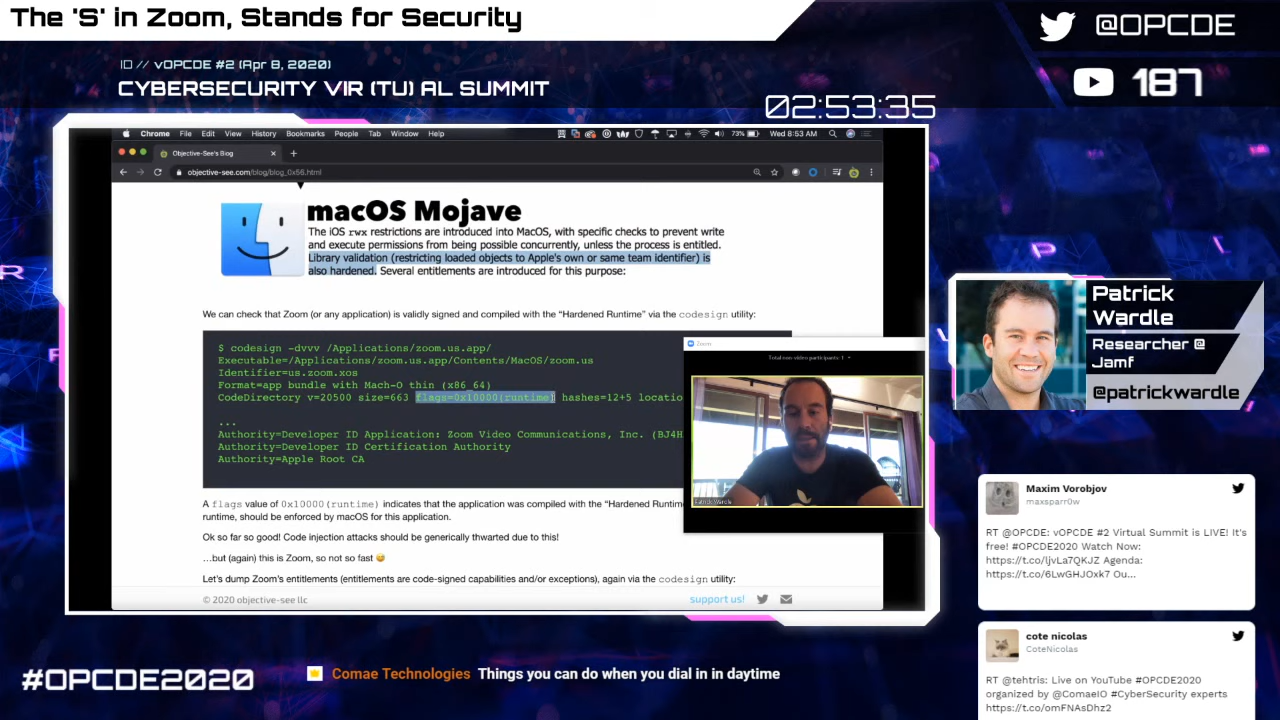 The 'S' in Zoom, Stands for Security
@OPCDE
ID // vOPCDE #2 (Apr 8, 2020)
CYBERSECURITY VIR (TU) AL SUMMIT
187
02:53:35
Chrome File Edit View History Bookmarks People Tab Window Help
73% Wed 8:53 AM
Objective-See's Blog
objective-see.com/blog/blog_0x56.html
macOS Mojave
The iOS rwx restrictions are introduced into MacOS, with specific checks to prevent write
and execute permissions from being possible concurrently, unless the process is entitled.
Library validation (restricting loaded objects to Apple's own or same team identifier) is
also hardened. Several entitlements are introduced for this purpose:
We can check that Zoom (or any application) is validly signed and compiled with the “Hardened Runtime” via the codesign utility:
$ codesign -dvvv /Applications/zoom.us.app/
Executable=/Applications/zoom.us.app/Contents/MacOS/zoom.us
Identifier=us.zoom.xos
Format=app bundle with Mach-O thin (x86_64)
CodeDirectory v=20500 size=663 flags=0x10000(runtime) hashes=12+5 locatio
...
Authority=Developer ID Application: Zoom Video Communications, Inc. (BJ4H
Authority=Developer ID Certification Authority
Authority=Apple Root CA
Zoom
Total non-video participants: 1
Patrick Wardle
A flags value of 0x10000(runtime) indicates that the application was compiled with the “Hardened Runtime
runtime, should be enforced by macOS for this application.
Ok so far so good! Code injection attacks should be generically thwarted due to this!
…but (again) this is Zoom, so not so fast 😅
Let's dump Zoom's entitlements (entitlements are code-signed capabilities and/or exceptions), again via the codesign utility:
© 2020 objective-see llc
support us!
Patrick
Wardle
Researcher @
Jamf
@patrickwardle
Maxim Vorobjov
maxsparr0w
RT @OPCDE: vOPCDE #2 Virtual Summit is LIVE! It's
free! #OPCDE2020 Watch Now:
https://t.co/ljvLa7QKJZ Agenda:
https://t.co/6LwGHJOxk7 Ou...
cote nicolas
CoteNicolas
RT @tehtris: Live on YouTube #OPCDE2020
organized by @ComaeIO #CyberSecurity experts
https://t.co/omFNAsDhz2
#OPCDE2020
Comae Technologies Things you can do when you dial in in daytime